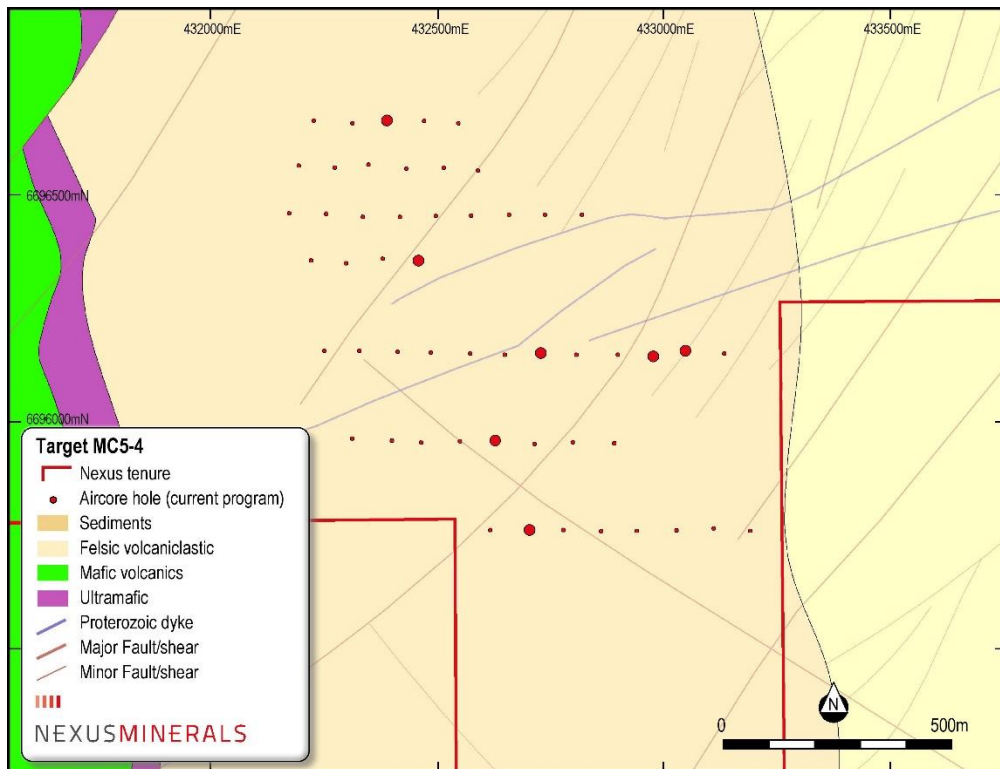 432000mE 432500mE 433000mE 433500mE
6696500mN
6696000mN
Target MC5-4
Nexus tenure
Aircore hole (current program)
Sediments
Felsic volcaniclastic
Mafic volcanics
Ultramafic
Proterozoic dyke
Major Fault/shear
Minor Fault/shear
NEXUSMINERALS
N
0 500m